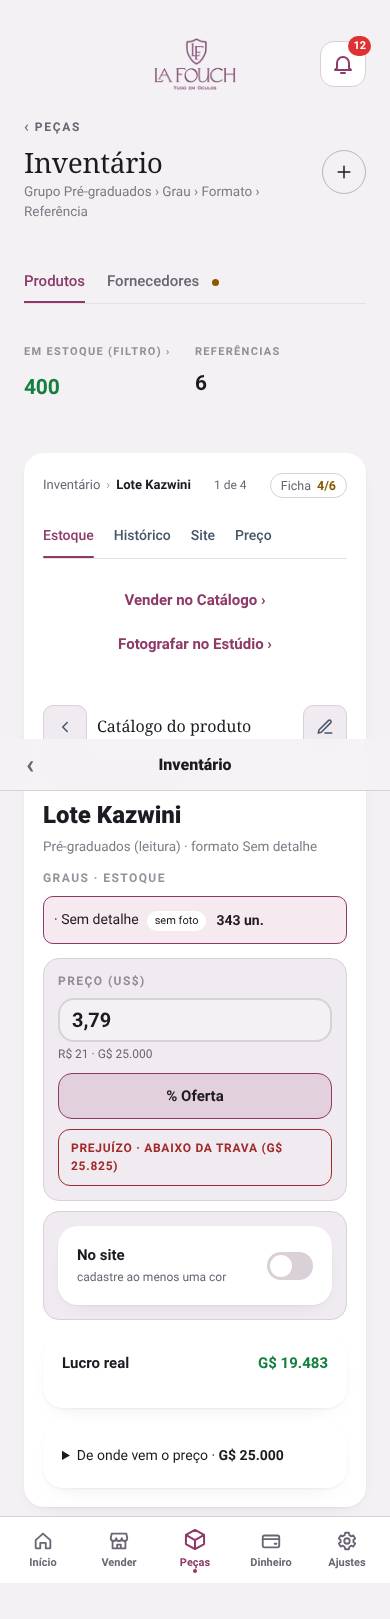 LA FOUCH
TUDO EM ÓCULOS
12
‹ PEÇAS
Inventário
Grupo Pré-graduados › Grau › Formato ›
Referência
Produtos Fornecedores
EM ESTOQUE (FILTRO) › REFERÊNCIAS
400 6
Inventário › Lote Kazwini 1 de 4 Ficha 4/6
Estoque Histórico Site Preço
Vender no Catálogo ›
Fotografar no Estúdio ›
Catálogo do produto
Inventário
Lote Kazwini
Pré-graduados (leitura) · formato Sem detalhe
GRAUS · ESTOQUE
· Sem detalhe sem foto 343 un.
PREÇO (US$)
3,79
R$ 21 · G$ 25.000
% Oferta
PREJUÍZO · ABAIXO DA TRAVA (G$
25.825)
No site
cadastre ao menos uma cor
Lucro real G$ 19.483
De onde vem o preço · G$ 25.000
Início Vender Peças Dinheiro Ajustes